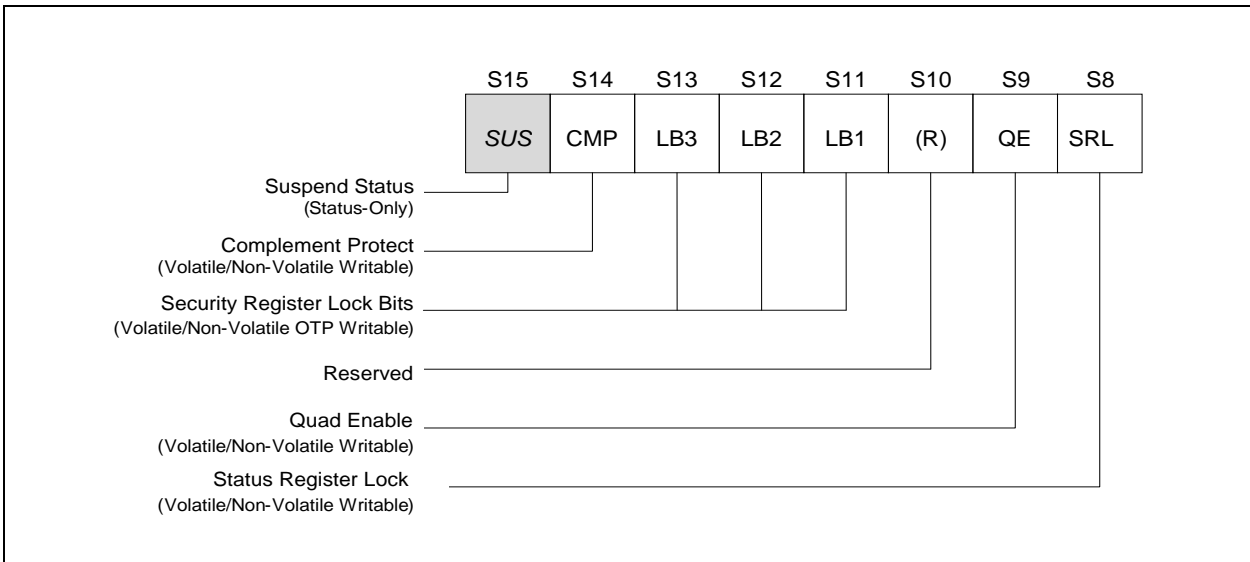 S15 S14 S13 S12 S11 S10 S9 S8
SUS CMP LB3 LB2 LB1 (R) QE SRL
Suspend Status
(Status-Only)
Complement Protect
(Volatile/Non-Volatile Writable)
Security Register Lock Bits
(Volatile/Non-Volatile OTP Writable)
Reserved
Quad Enable
(Volatile/Non-Volatile Writable)
Status Register Lock
(Volatile/Non-Volatile Writable)